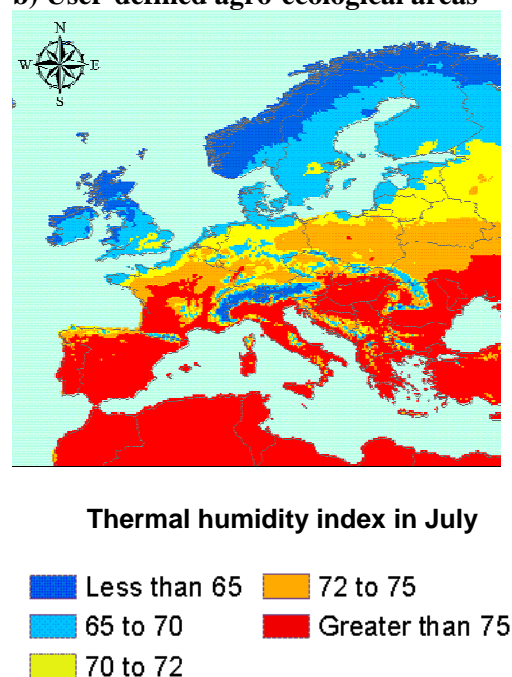 b) User-defined agro-ecological areas
N
W E
S
Thermal humidity index in July
Less than 65
72 to 75
65 to 70
Greater than 75
70 to 72